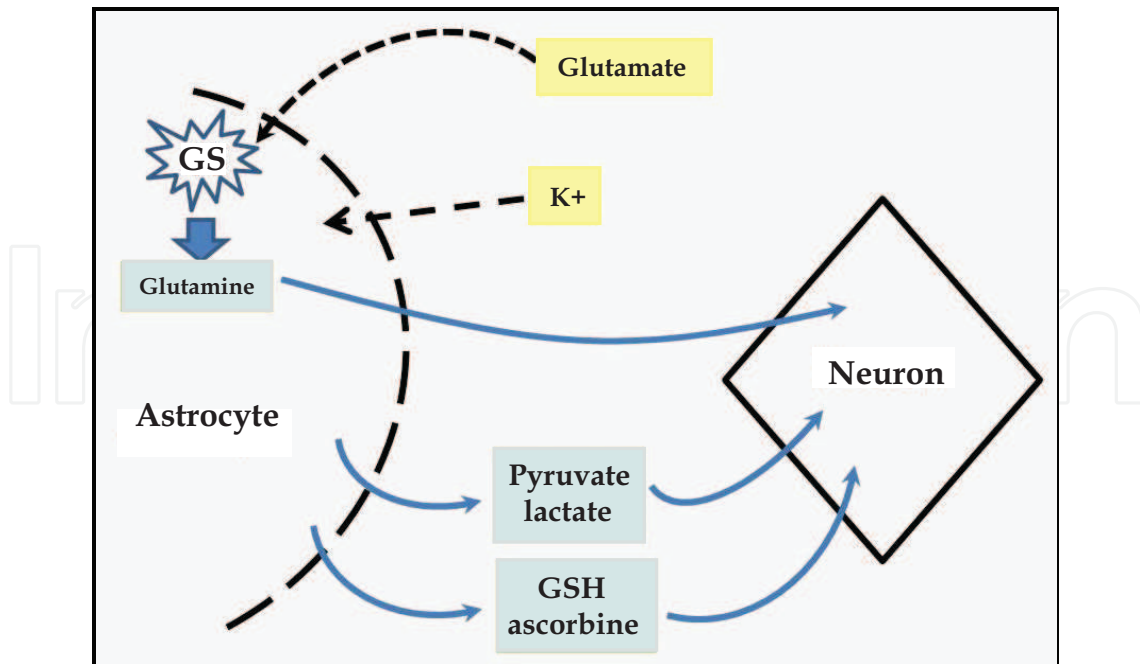 Glutamate
GS
K+
Glutamine
Neuron
Astrocyte
Pyruvate
lactate
GSH
ascorbine